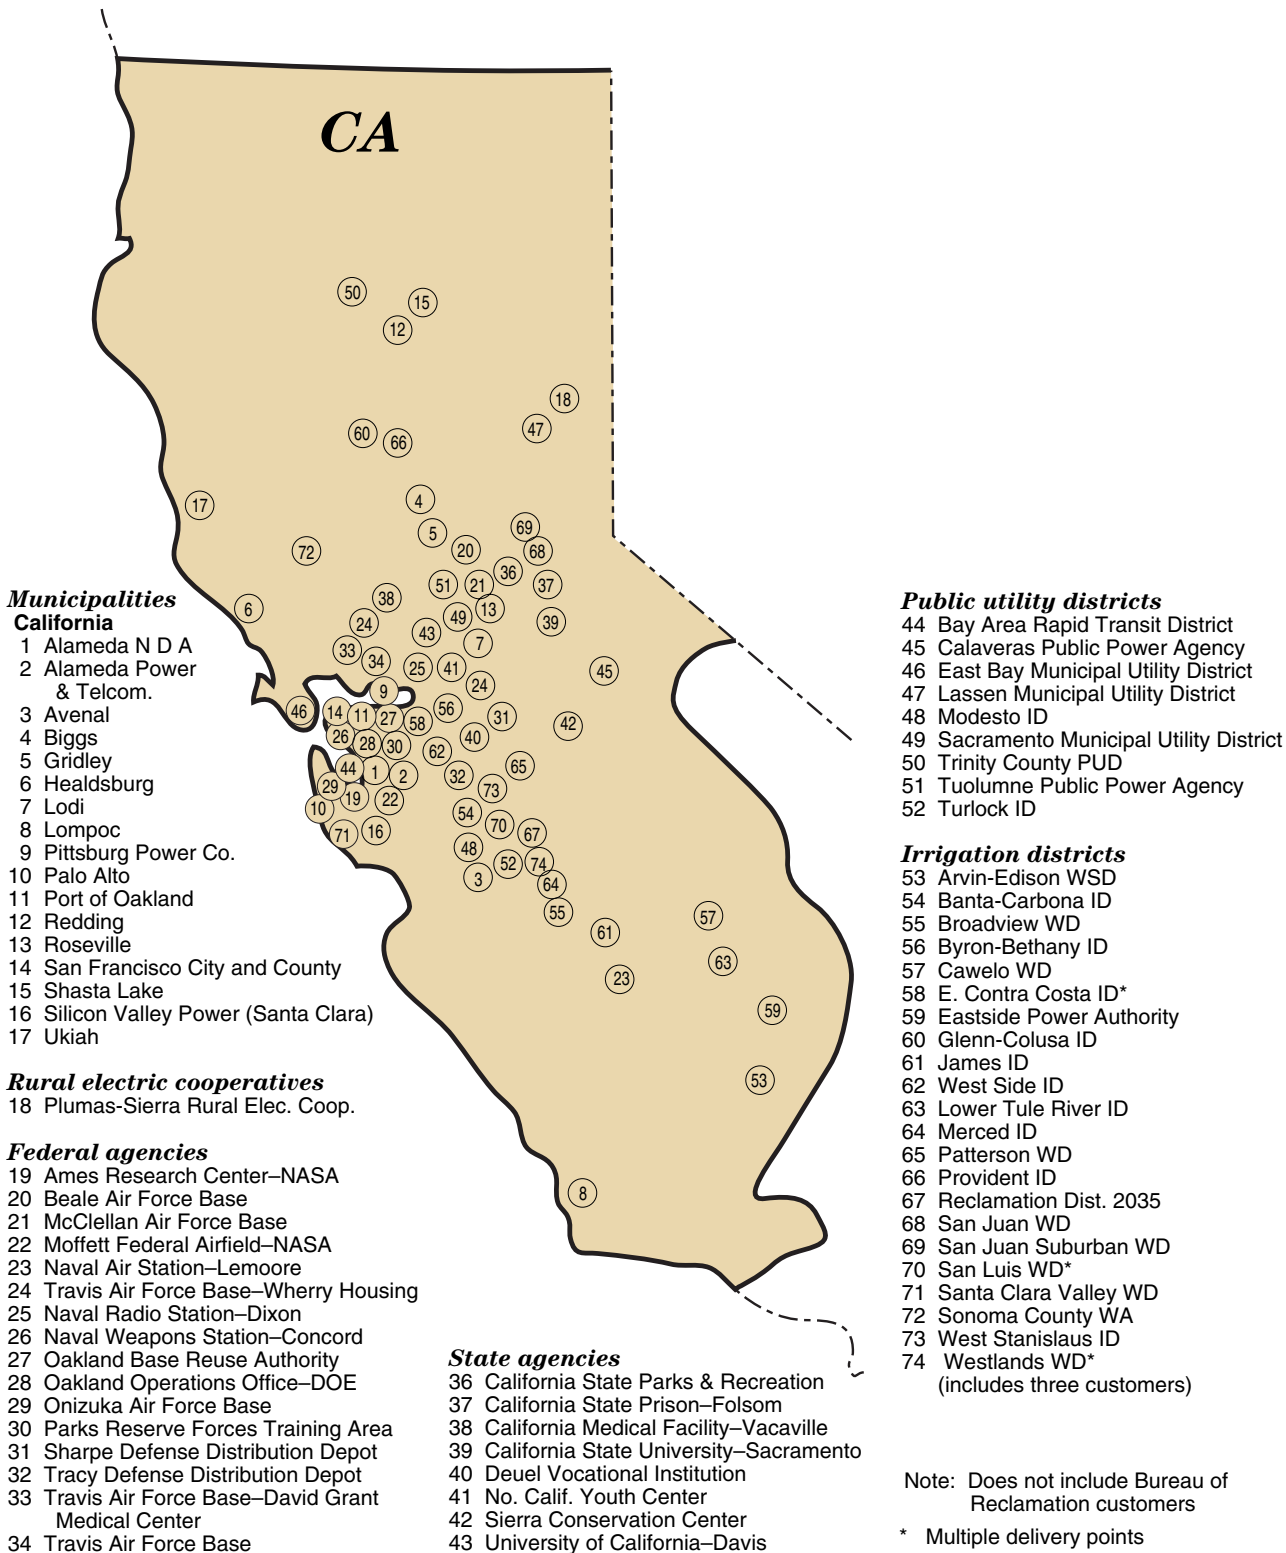 CA
50
15
12
18
47
60
66
4
17
5
69
20
68
72
36
51
21
37
38
6
13
49
39
24
43
7
33
34
25
41
45
24
9
46
14
11
27
56
58
31
42
26
28
30
40
62
44
1
2
32
65
29
19
22
73
10
54
71
16
70
67
48
52
74
3
64
55
57
61
63
23
59
53
8
Municipalities
California
1 Alameda N D A
2 Alameda Power
& Telcom.
3 Avenal
4 Biggs
5 Gridley
6 Healdsburg
7 Lodi
8 Lompoc
9 Pittsburg Power Co.
10 Palo Alto
11 Port of Oakland
12 Redding
13 Roseville
14 San Francisco City and County
15 Shasta Lake
16 Silicon Valley Power (Santa Clara)
17 Ukiah
Rural electric cooperatives
18 Plumas-Sierra Rural Elec. Coop.
Federal agencies
19 Ames Research Center–NASA
20 Beale Air Force Base
21 McClellan Air Force Base
22 Moffett Federal Airfield–NASA
23 Naval Air Station–Lemoore
24 Travis Air Force Base–Wherry Housing
25 Naval Radio Station–Dixon
26 Naval Weapons Station–Concord
27 Oakland Base Reuse Authority
28 Oakland Operations Office–DOE
29 Onizuka Air Force Base
30 Parks Reserve Forces Training Area
31 Sharpe Defense Distribution Depot
32 Tracy Defense Distribution Depot
33 Travis Air Force Base–David Grant
Medical Center
34 Travis Air Force Base
State agencies
36 California State Parks & Recreation
37 California State Prison–Folsom
38 California Medical Facility–Vacaville
39 California State University–Sacramento
40 Deuel Vocational Institution
41 No. Calif. Youth Center
42 Sierra Conservation Center
43 University of California–Davis
Public utility districts
44 Bay Area Rapid Transit District
45 Calaveras Public Power Agency
46 East Bay Municipal Utility District
47 Lassen Municipal Utility District
48 Modesto ID
49 Sacramento Municipal Utility District
50 Trinity County PUD
51 Tuolumne Public Power Agency
52 Turlock ID
Irrigation districts
53 Arvin-Edison WSD
54 Banta-Carbona ID
55 Broadview WD
56 Byron-Bethany ID
57 Cawelo WD
58 E. Contra Costa ID*
59 Eastside Power Authority
60 Glenn-Colusa ID
61 James ID
62 West Side ID
63 Lower Tule River ID
64 Merced ID
65 Patterson WD
66 Provident ID
67 Reclamation Dist. 2035
68 San Juan WD
69 San Juan Suburban WD
70 San Luis WD*
71 Santa Clara Valley WD
72 Sonoma County WA
73 West Stanislaus ID
74 Westlands WD*
(includes three customers)
Note: Does not include Bureau of
Reclamation customers
* Multiple delivery points